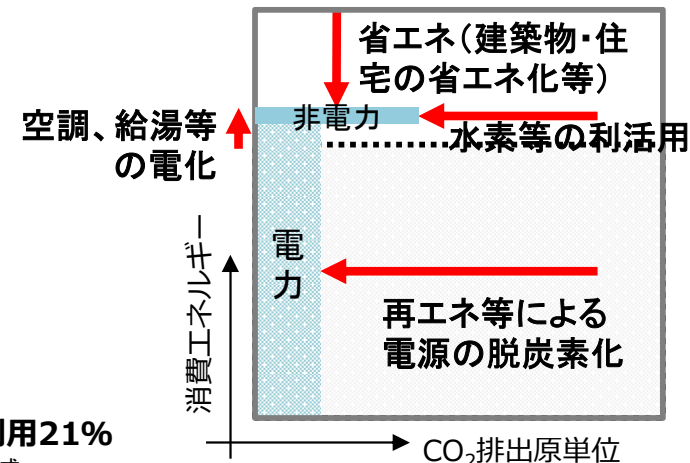 省エネ(建築物・住
宅の省エネ化等)
空調、給湯等
の電化
非電力
水素等の利活用
電
力
再エネ等による
電源の脱炭素化
消費エネルギー
用21%
CO₂排出原単位